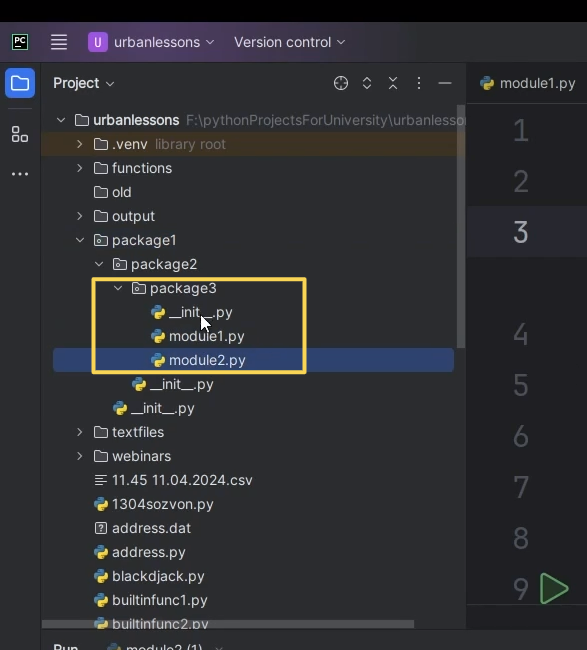 PC
U urbanlessons Version control
Project
module1.py
urbanlessons F:\pythonProjectsForUniversity\urbanlesso
.venv library root
1
functions
2
old
output
3
package1
package2
package3
__init__.py
module1.py
4
module2.py
__init__.py
5
__init__.py
textfiles
6
webinars
11.45 11.04.2024.csv
7
1304sozvon.py
address.dat
8
address.py
blackdjack.py
9
builtinfunc1.py
builtinfunc2.py
Run module2 (1)